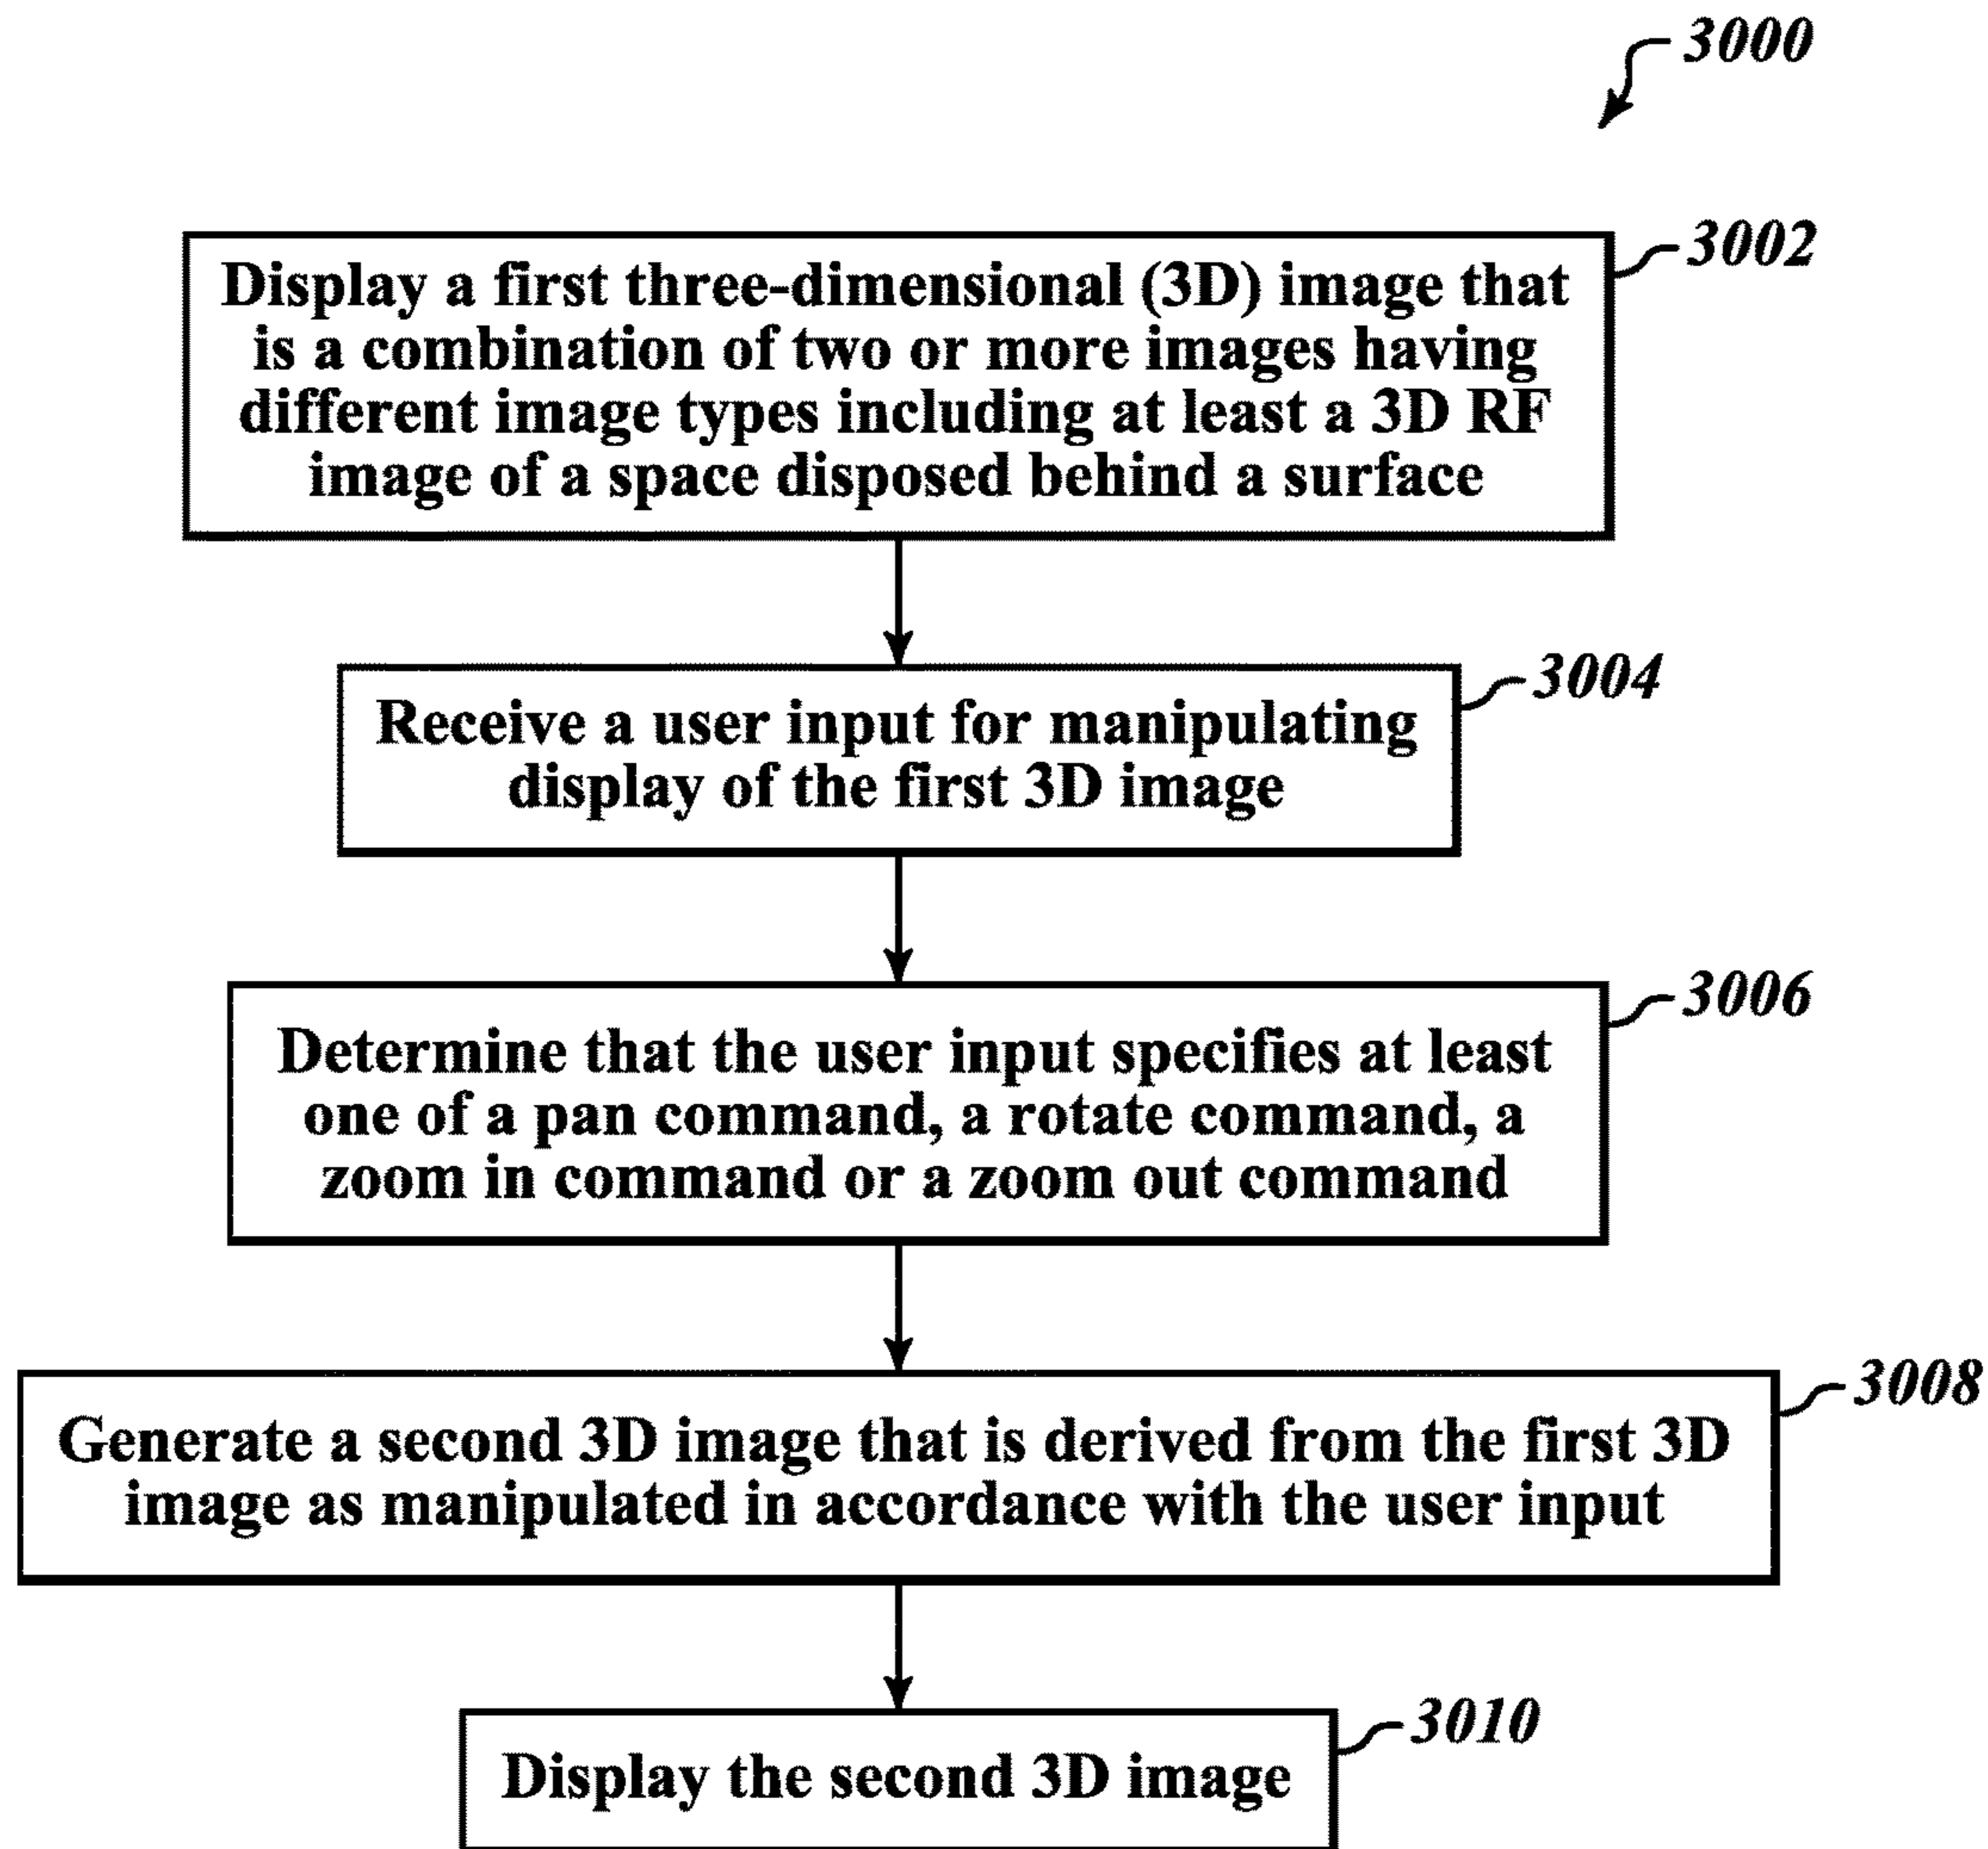 3000
3002
Display a first three-dimensional (3D) image that
is a combination of two or more images having
different image types including at least a 3D RF
image of a space disposed behind a surface
3004
Receive a user input for manipulating
display of the first 3D image
3006
Determine that the user input specifies at least
one of a pan command, a rotate command, a
zoom in command or a zoom out command
3008
Generate a second 3D image that is derived from the first 3D
image as manipulated in accordance with the user input
3010
Display the second 3D image